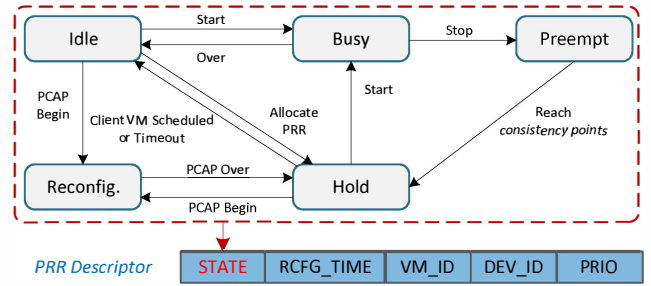 Idle
Start
Over
Busy
Stop
Preempt
PCAP
Begin
Client VM Scheduled
or Timeout
Allocate
PRR
Start
Reach
consistency points
Reconfig.
PCAP Over
PCAP Begin
Hold
PRR Descriptor
STATE
RCFG_TIME
VM_ID
DEV_ID
PRIO